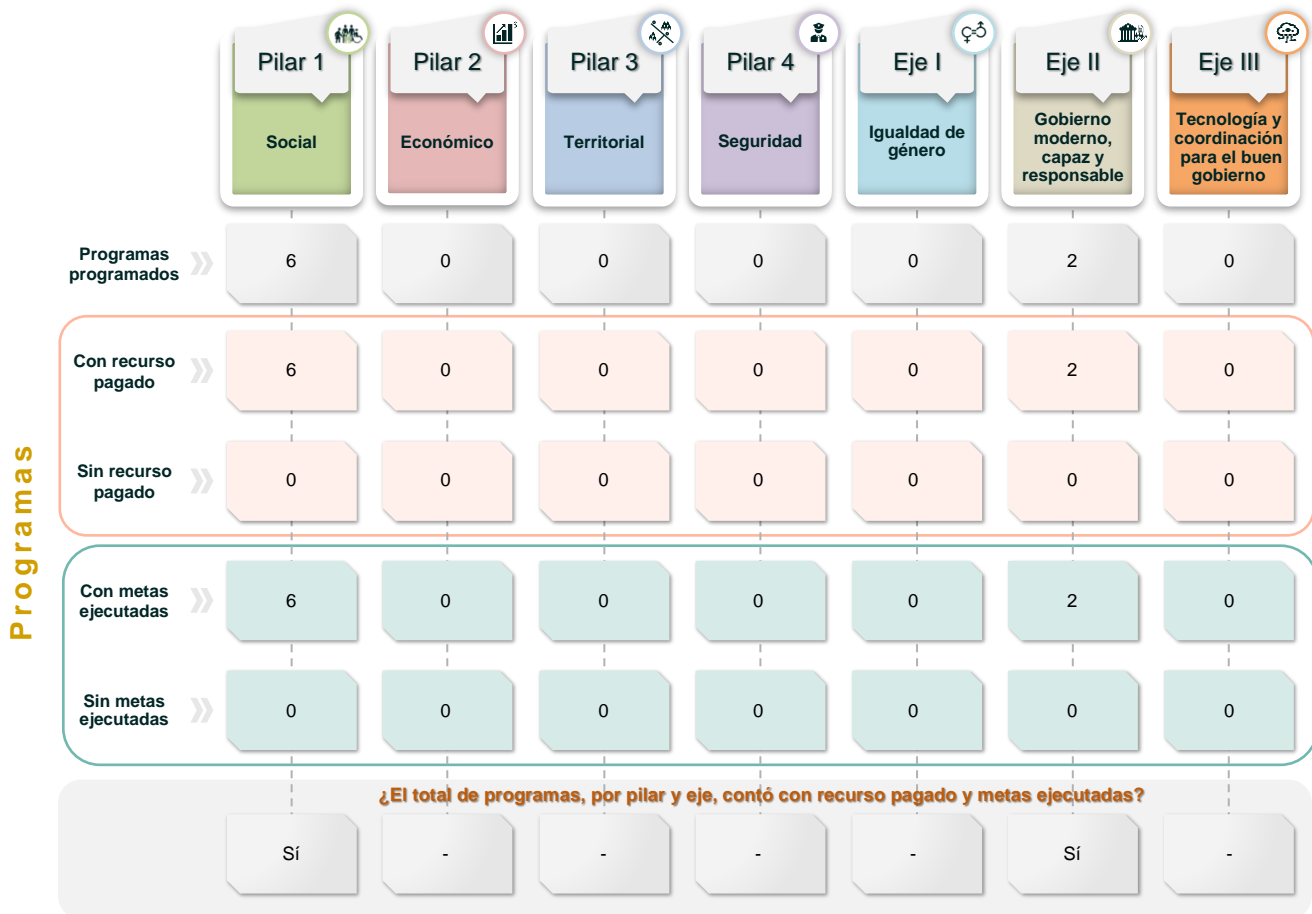 Pilar 1
Pilar 2
Pilar 3
Pilar 4
Eje I
Eje II
Eje III
Social
Económico
Territorial
Seguridad
Igualdad de
género
Gobierno
moderno,
capaz y
responsable
Tecnología y
coordinación
para el buen
gobierno
Programas
Programas
programados
6 0 0 0 0 2 0
Con recurso
pagado
6 0 0 0 0 2 0
Sin recurso
pagado
0 0 0 0 0 0 0
Con metas
ejecutadas
6 0 0 0 0 2 0
Sin metas
ejecutadas
0 0 0 0 0 0 0
¿El total de programas, por pilar y eje, contó con recurso pagado y metas ejecutadas?
Sí - - - - Sí -